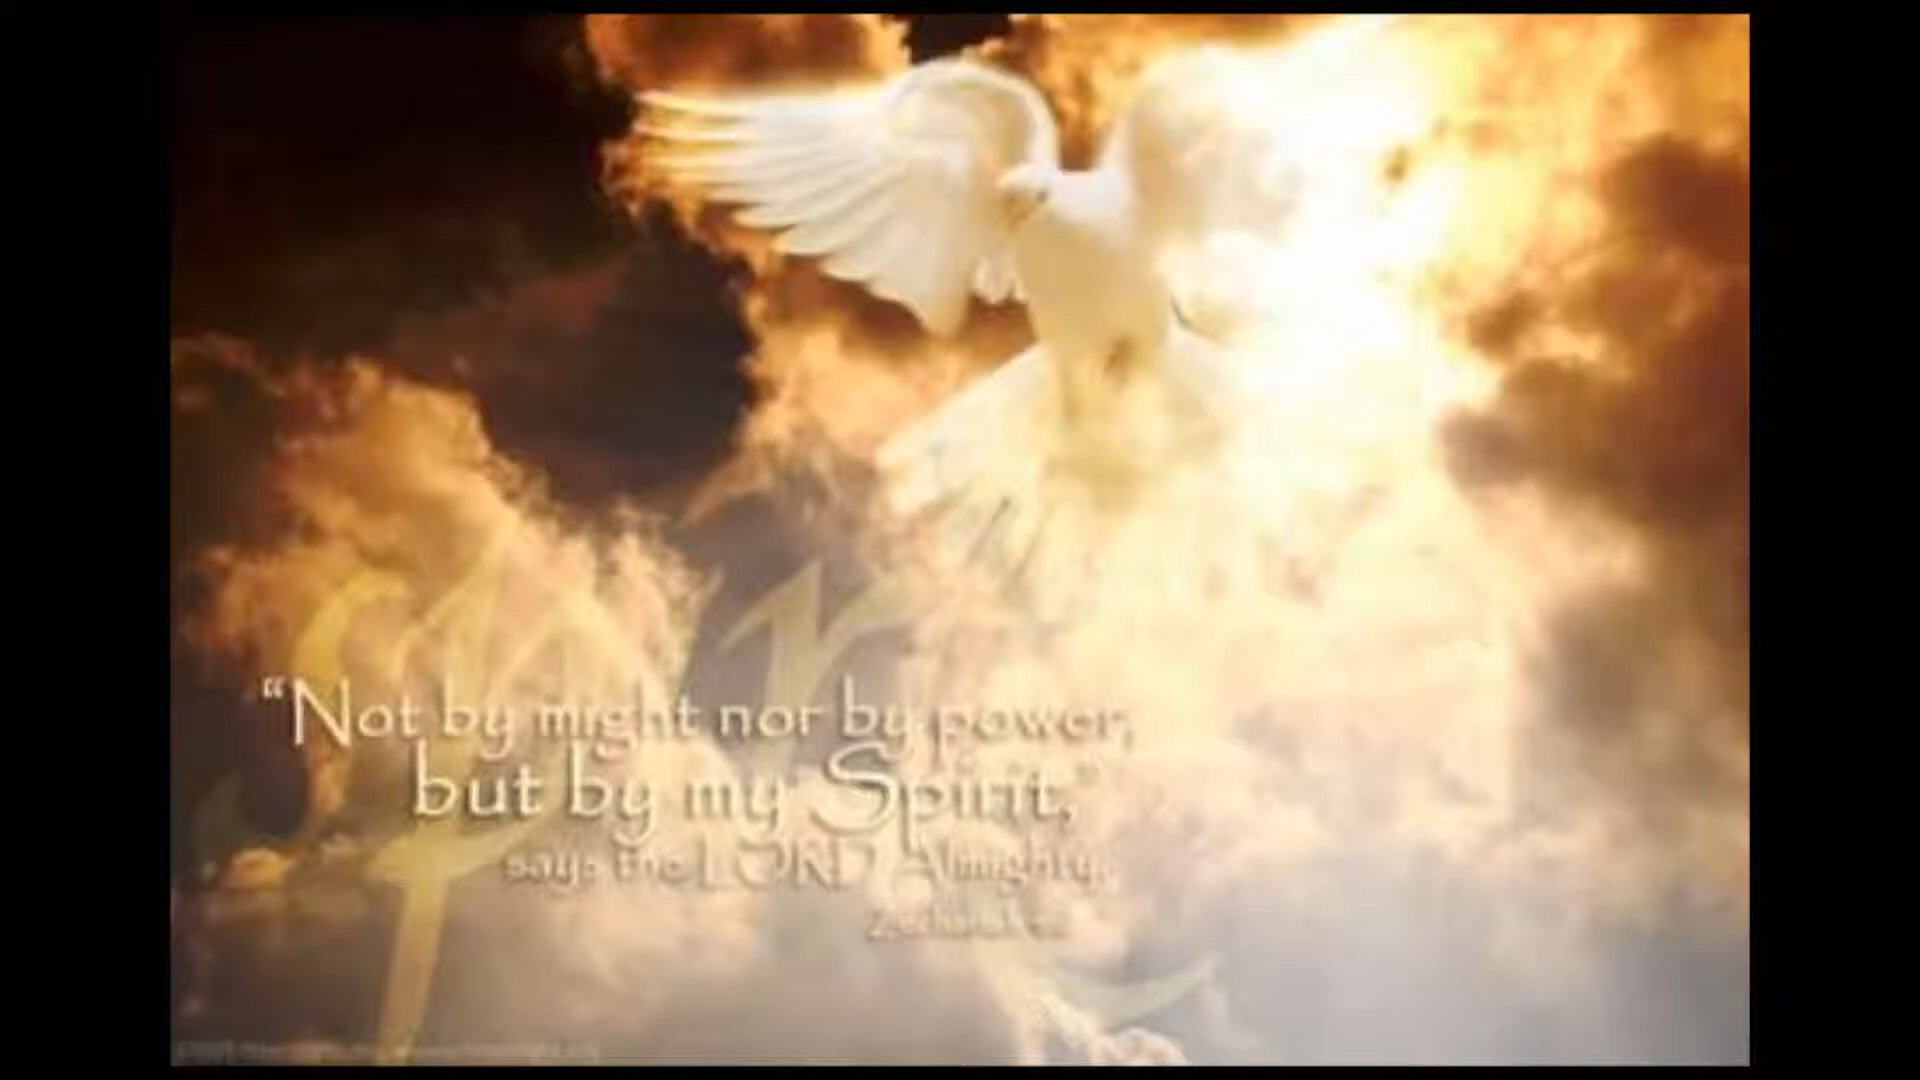 “Not by might nor by power,
but by my Spirit,”
says the LORD Almighty.